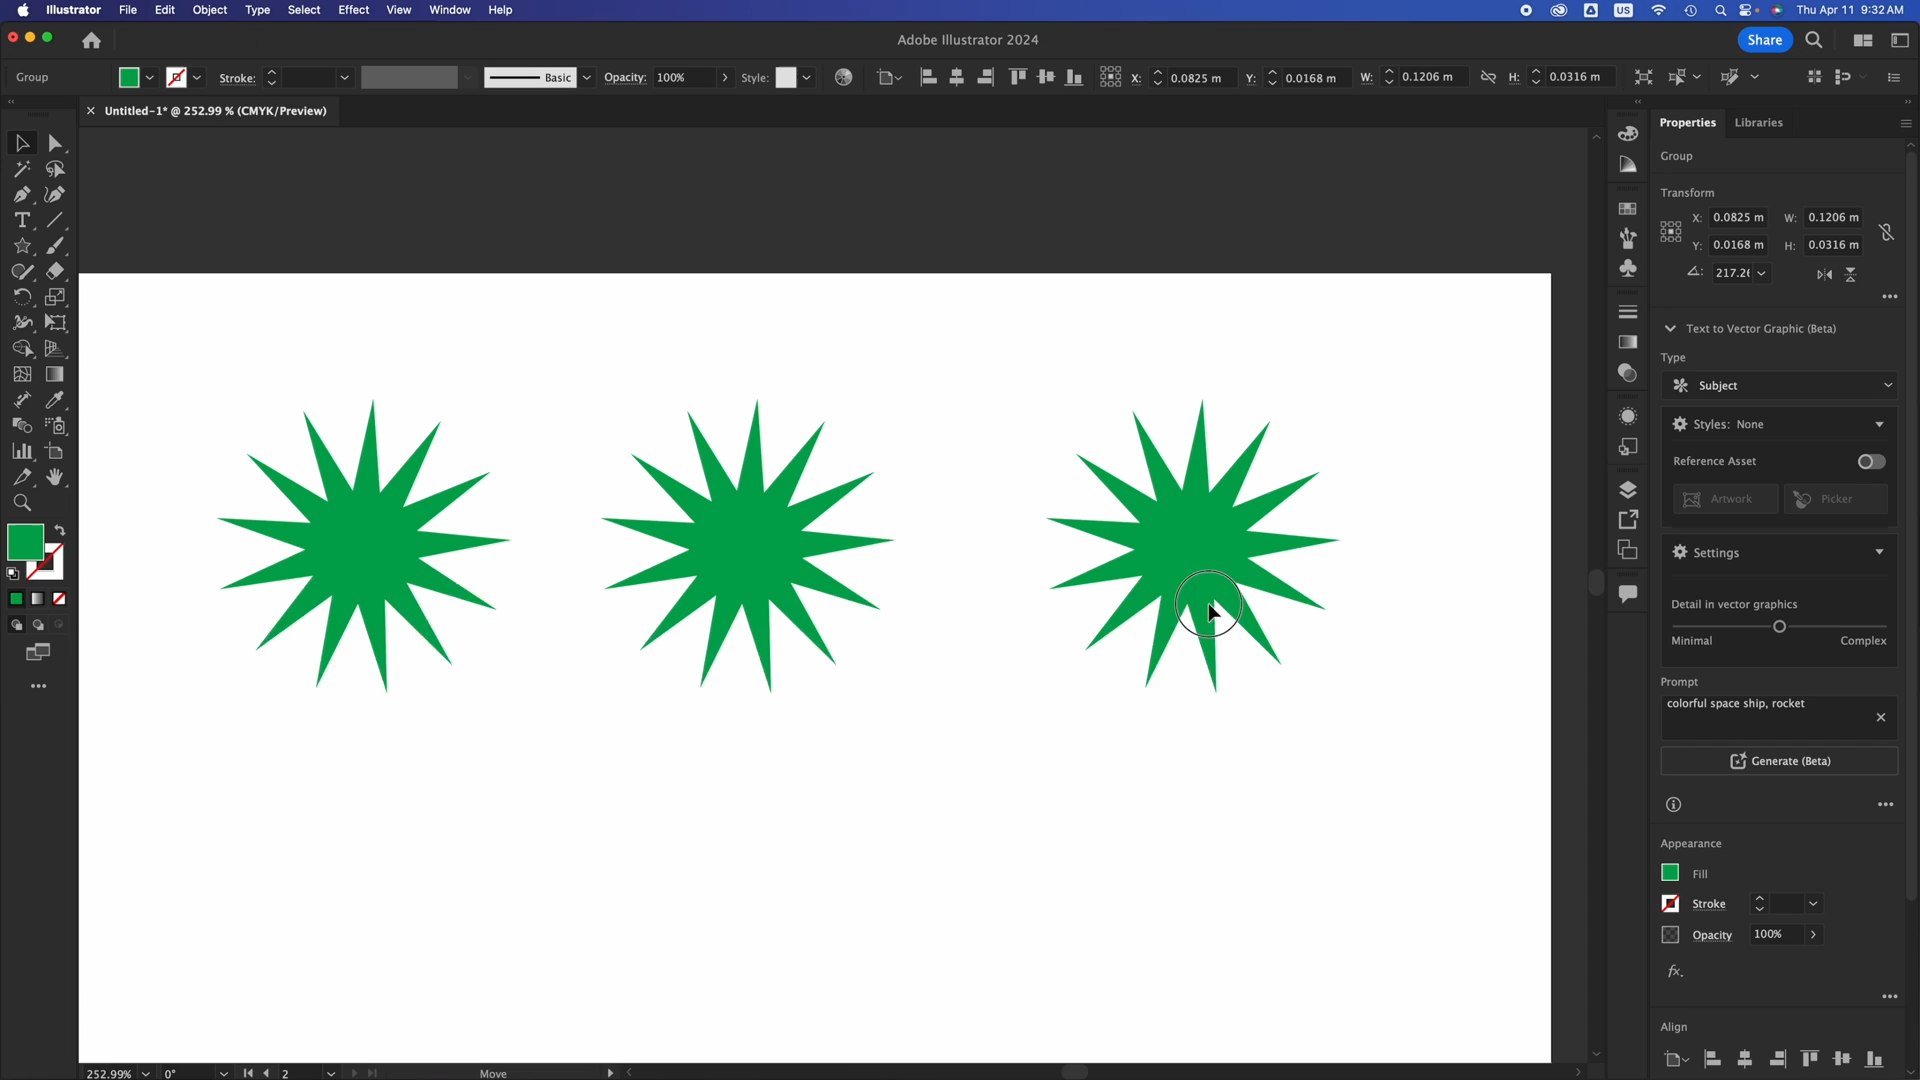 Illustrator File Edit Object Type Select Effect View Window Help
US
Thu Apr 11 9:32 AM
Adobe Illustrator 2024
Share
Group
Stroke:
Basic
Opacity: 100%
Style:
X: 0.0825 m
Y: 0.0168 m
W: 0.1206 m
H: 0.0316 m
Untitled-1* @ 252.99 % (CMYK/Preview)
Properties Libraries
Group
Transform
X: 0.0825 m W: 0.1206 m
Y: 0.0168 m H: 0.0316 m
Text to Vector Graphic (Beta)
Type
Subject
Styles: None
Reference Asset
Artwork Picker
Settings
Detail in vector graphics
Minimal Complex
Prompt
colorful space ship, rocket
Generate (Beta)
Appearance
Fill
Stroke
Opacity 100%
fx.
Align
252.99% 0° 2 Move